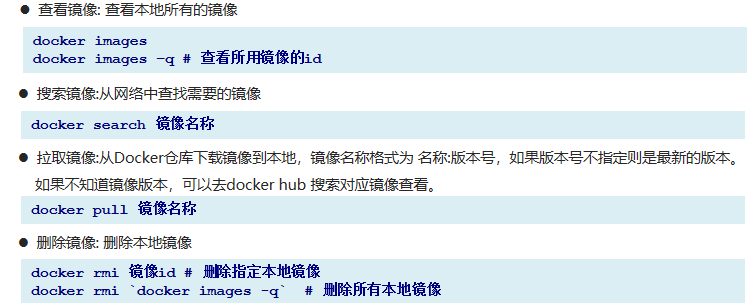 ● 查看镜像: 查看本地所有的镜像
docker images
docker images -q # 查看所用镜像的id
● 搜索镜像:从网络中查找需要的镜像
docker search 镜像名称
● 拉取镜像:从Docker仓库下载镜像到本地，镜像名称格式为 名称:版本号，如果版本号不指定则是最新的版本。
如果不知道镜像版本，可以去docker hub 搜索对应镜像查看。
docker pull 镜像名称
● 删除镜像: 删除本地镜像
docker rmi 镜像id # 删除指定本地镜像
docker rmi `docker images -q` # 删除所有本地镜像